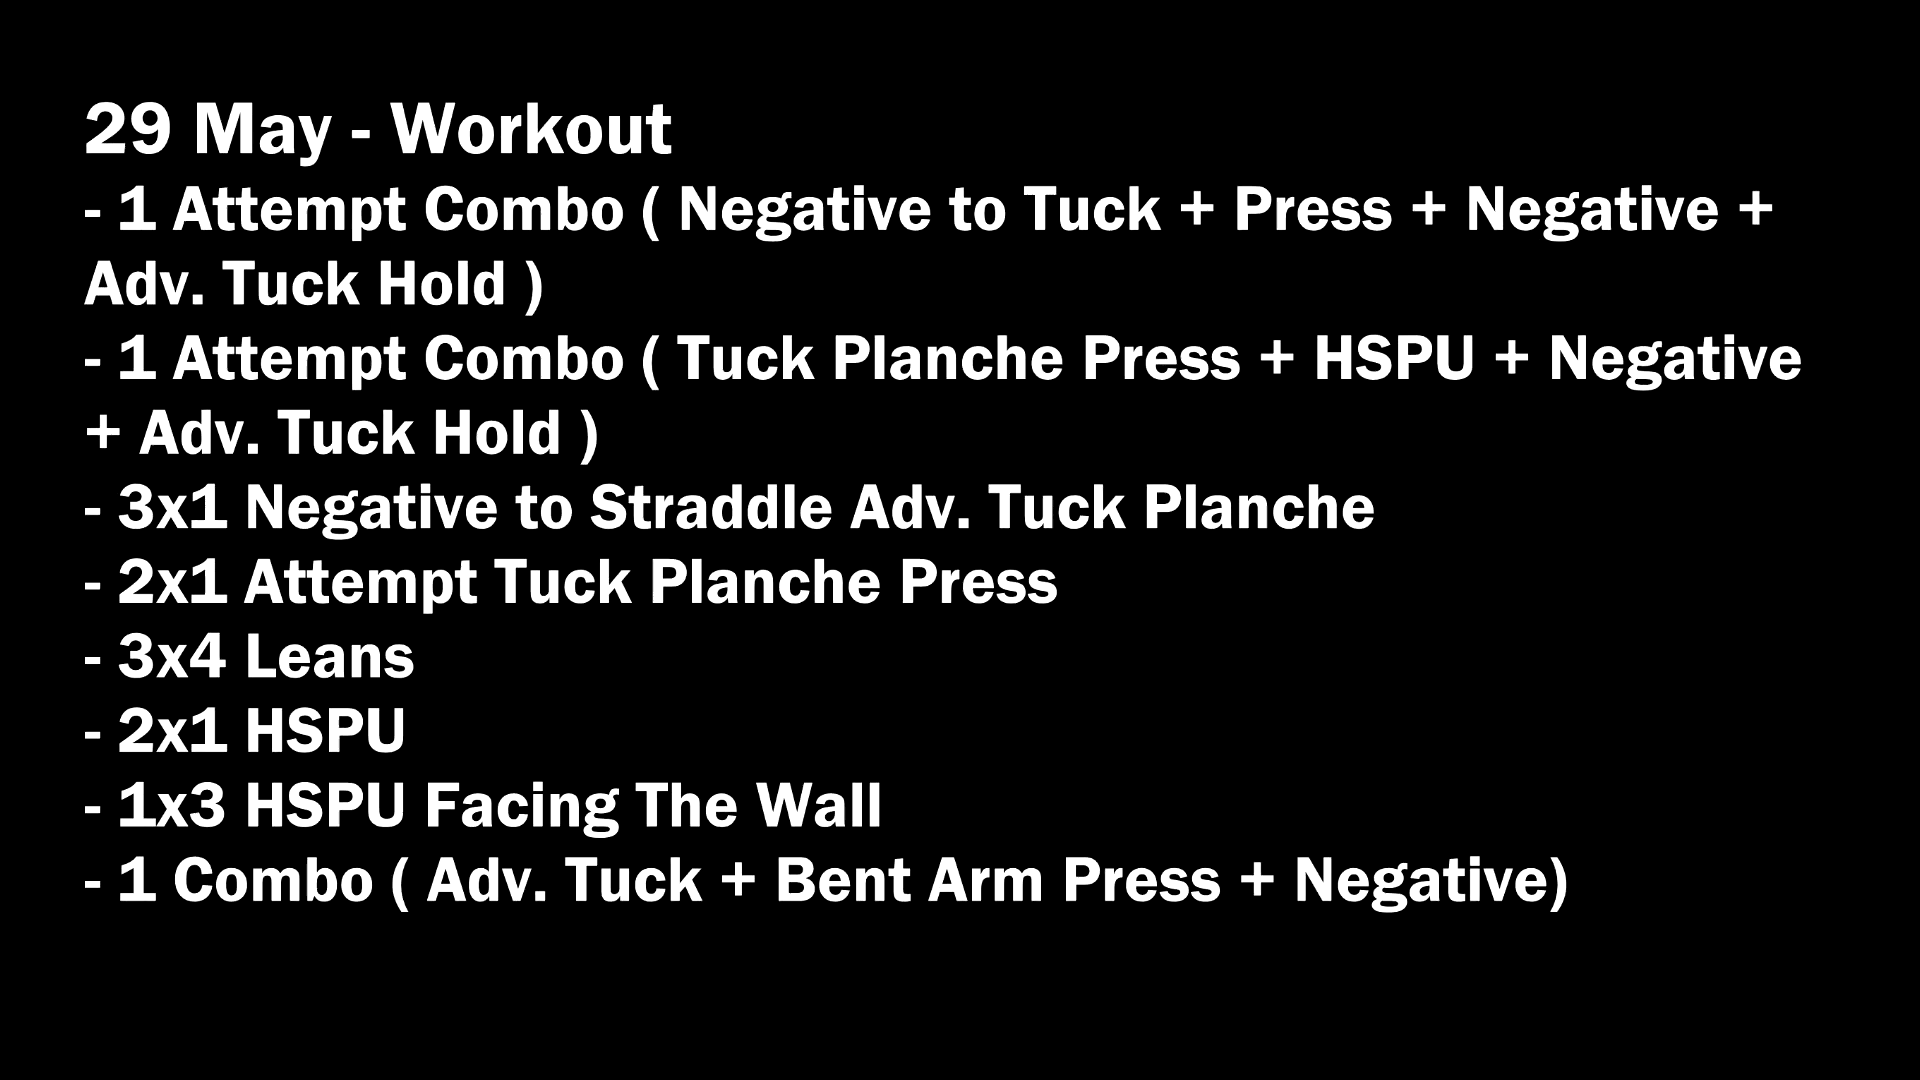 29 May - Workout
- 1 Attempt Combo ( Negative to Tuck + Press + Negative +
Adv. Tuck Hold )
- 1 Attempt Combo ( Tuck Planche Press + HSPU + Negative
+ Adv. Tuck Hold )
- 3x1 Negative to Straddle Adv. Tuck Planche
- 2x1 Attempt Tuck Planche Press
- 3x4 Leans
- 2x1 HSPU
- 1x3 HSPU Facing The Wall
- 1 Combo ( Adv. Tuck + Bent Arm Press + Negative)